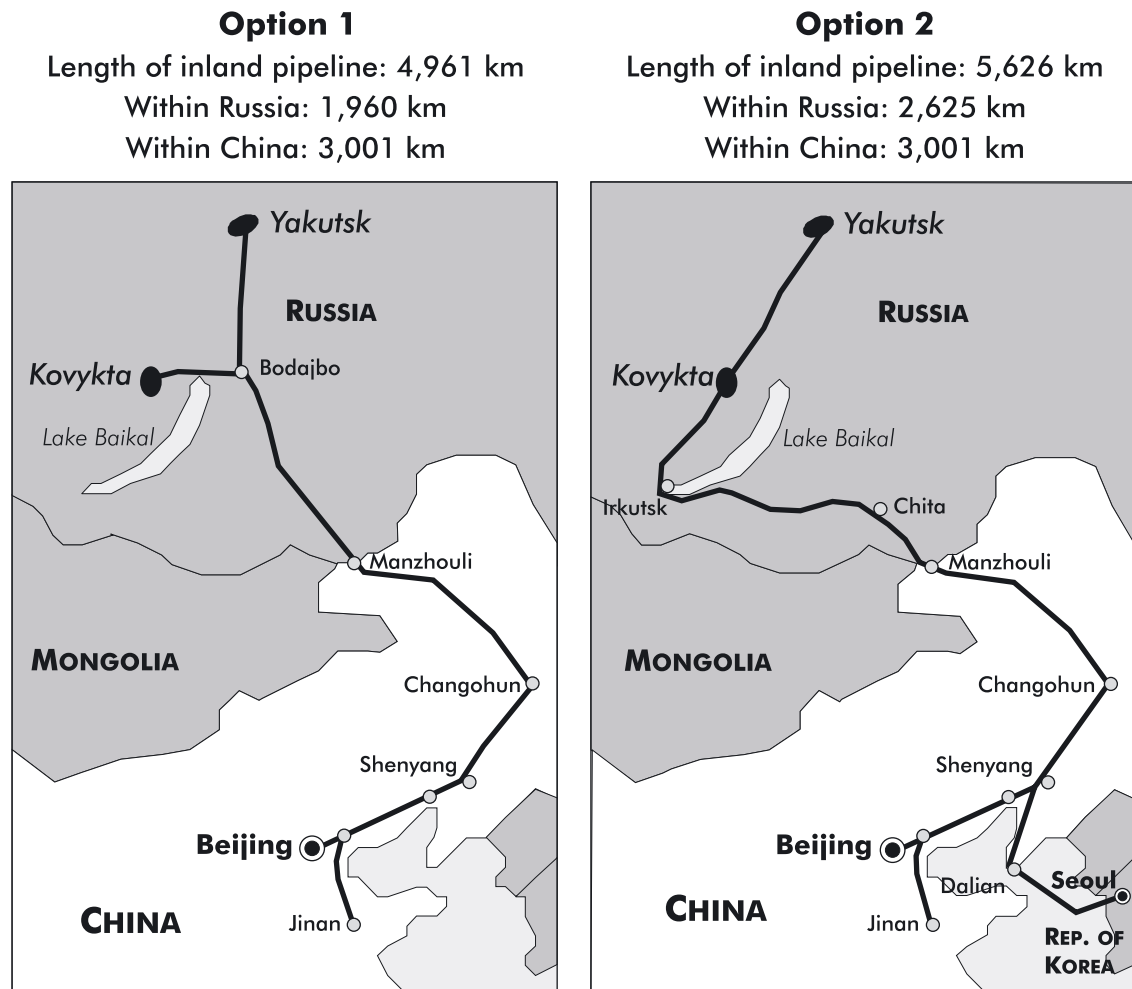 Option 1
Length of inland pipeline: 4,961 km
Within Russia: 1,960 km
Within China: 3,001 km
Yakutsk
RUSSIA
Bodajbo
Kovykta
Lake Baikal
Manzhouli
MONGOLIA
Changohun
Shenyang
Beijing
Jinan
CHINA
Option 2
Length of inland pipeline: 5,626 km
Within Russia: 2,625 km
Within China: 3,001 km
Yakutsk
RUSSIA
Kovykta
Lake Baikal
Irkutsk
Chita
Manzhouli
MONGOLIA
Changohun
Shenyang
Beijing
Dalian
Seoul
Jinan
CHINA
REP. OF
KOREA